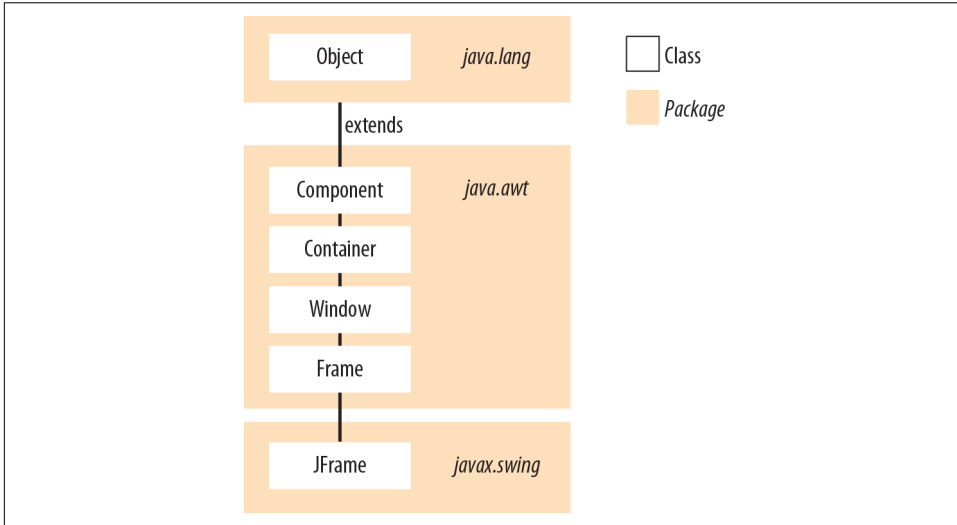 Object
java.lang
Class
Package
extends
Component
java.awt
Container
Window
Frame
JFrame
javax.swing